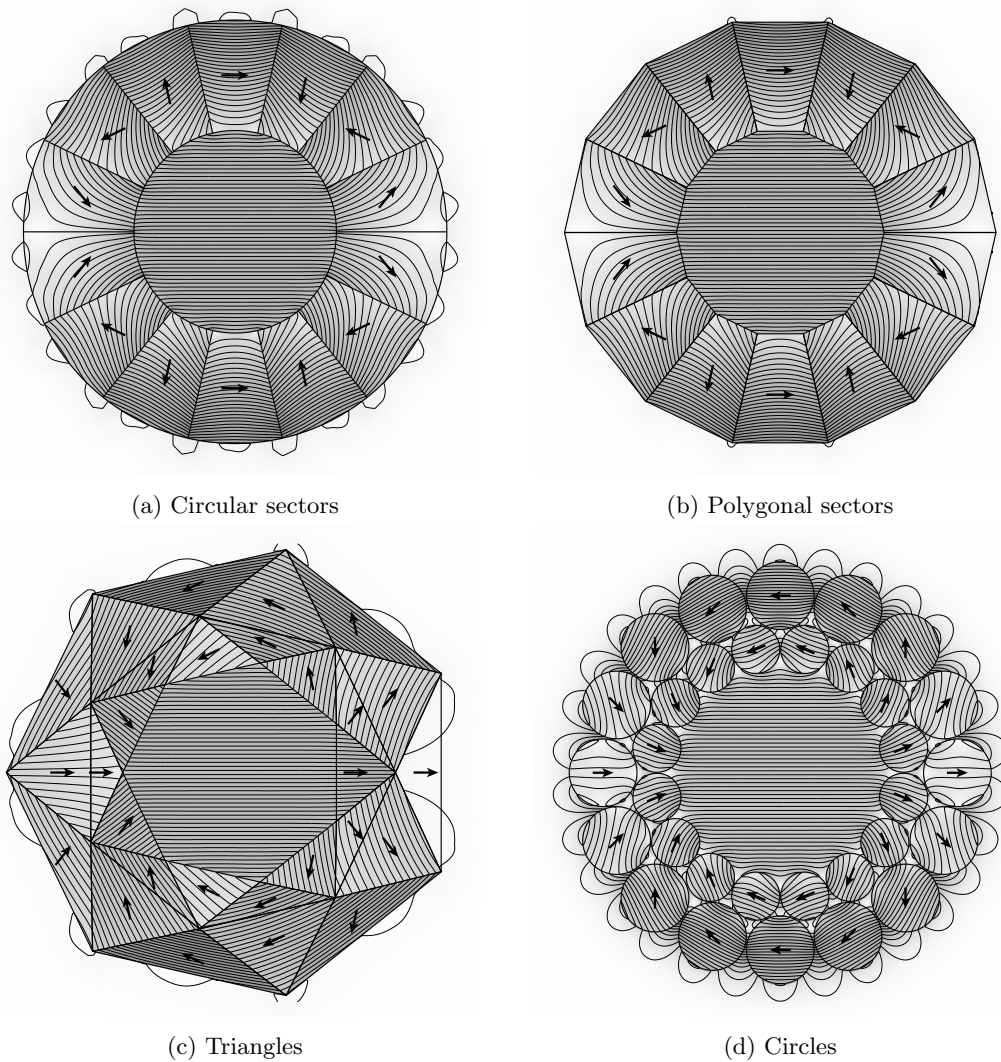 (a) Circular sectors
(b) Polygonal sectors
(c) Triangles
(d) Circles